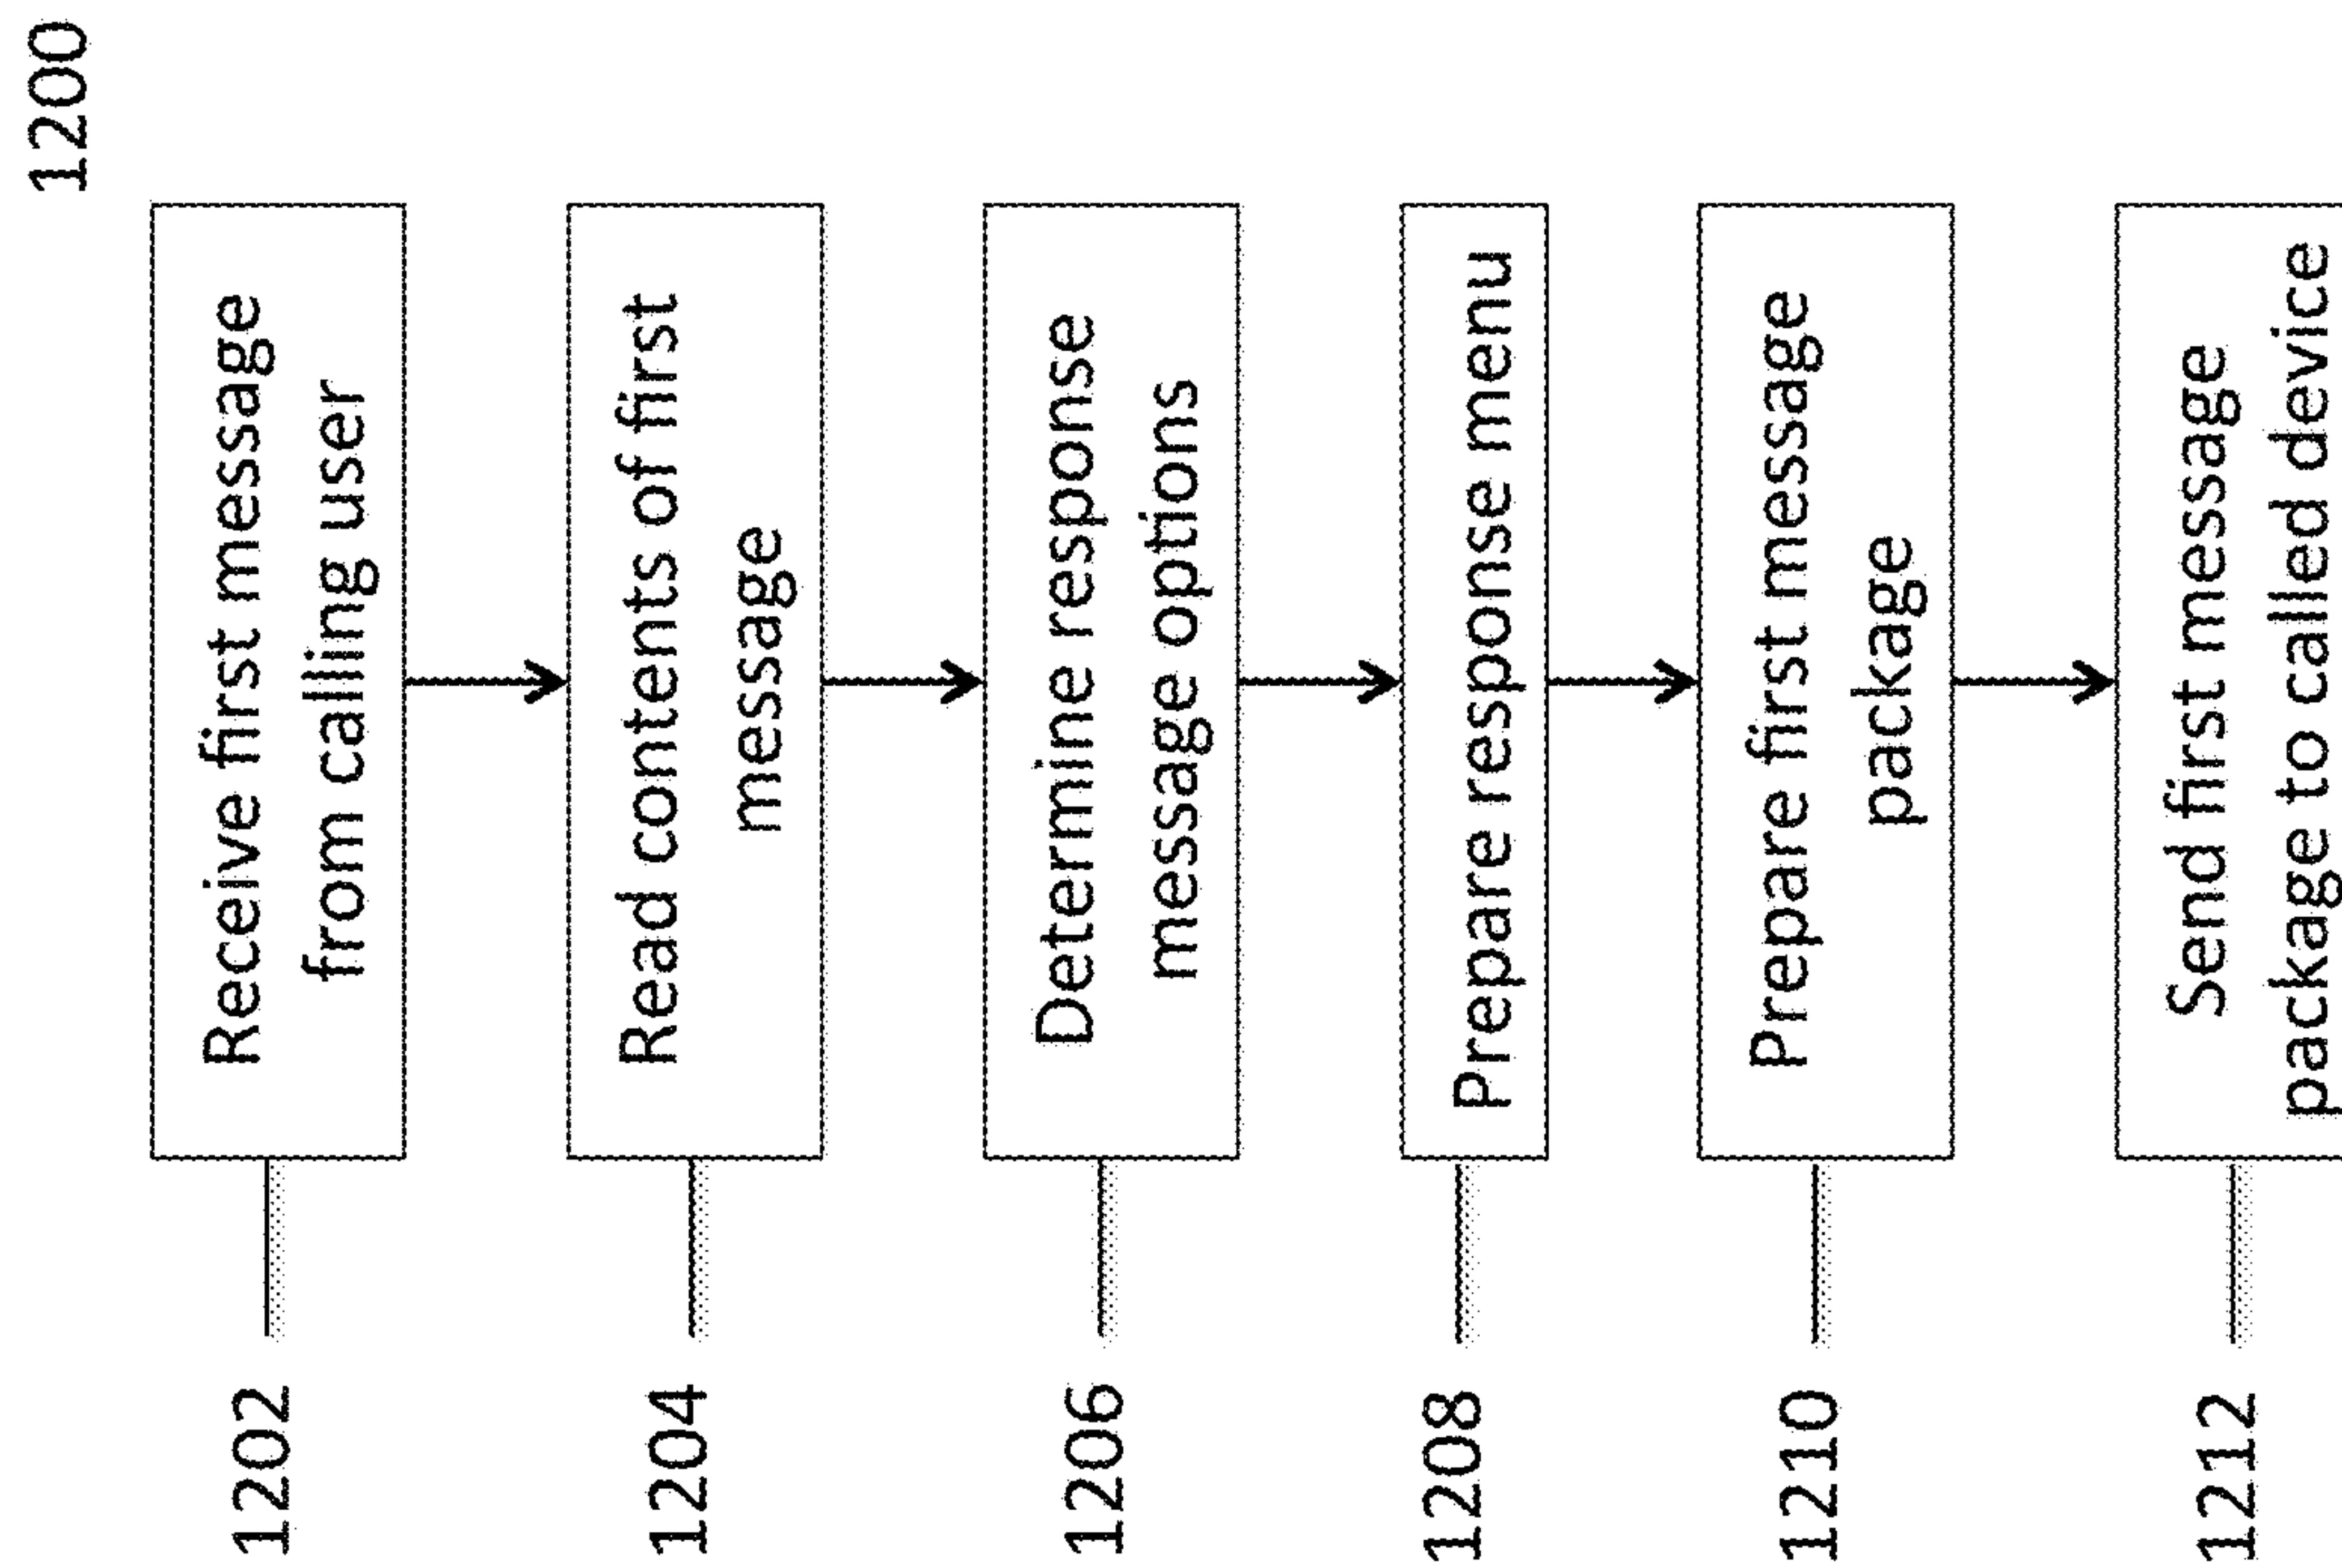 1200
1202
Receive first message
from calling user
1204
Read contents of first
message
1206
Determine response
message options
1208
Prepare response menu
1210
Prepare first message
package
1212
Send first message
package to called device